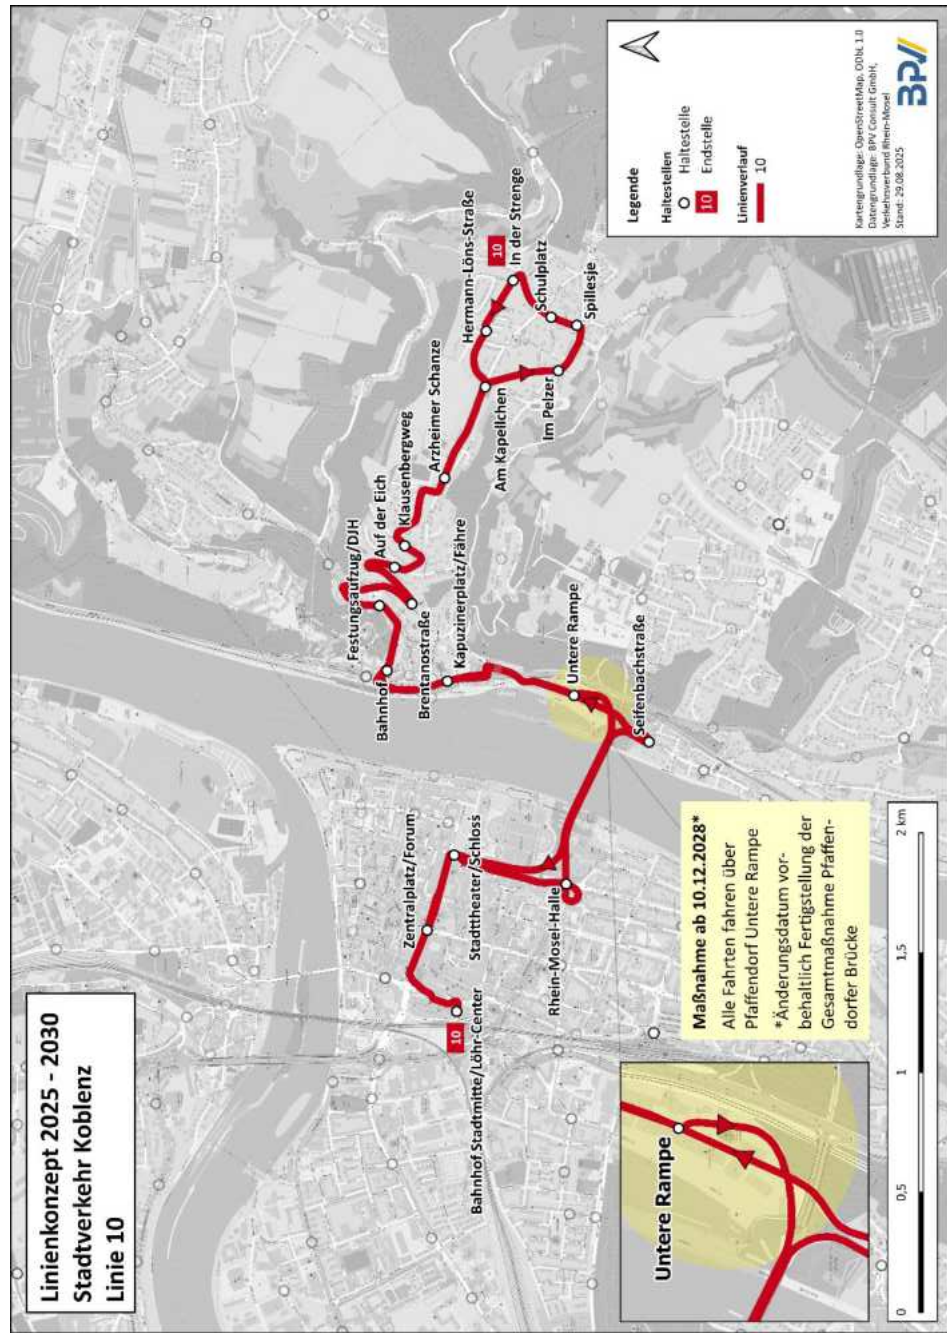 Linienkonzept 2025 - 2030
Stadtverkehr Koblenz
Linie 10
Festungsaufzug/DJH
Auf der Eich
Klausenbergweg
Arzheimer Schanze
Hermann-Löns-Straße
10
In der Strenge
Schulplatz
Spillesje
Im Pelzer
Am Kapellchen
Bahnhof
Brentanostraße
Kapuzinerplatz/Fähre
Untere Rampe
Seifenbachstraße
Zentralplatz/Forum
Stadttheater/Schloss
Rhein-Mosel-Halle
10
Bahnhof Stadtmitte/Löhr-Center
Untere Rampe
Maßnahme ab 10.12.2028*
Alle Fahrten fahren über
Pfaffendorf Untere Rampe
*Änderungsdatum vor-
behaltlich Fertigstellung der
Gesamtmaßnahme Pfaffen-
dorfer Brücke
0 0,5 1 1,5 2 km
Legende
Haltestellen
Haltestelle
10 Endstelle
Linienverlauf
10
Kartengrundlage: OpenStreetMap, ODbL 1.0
Datengrundlage: BPV Consult GmbH,
Verkehrsverbund Rhein-Mosel
Stand: 29.08.2025
BPV